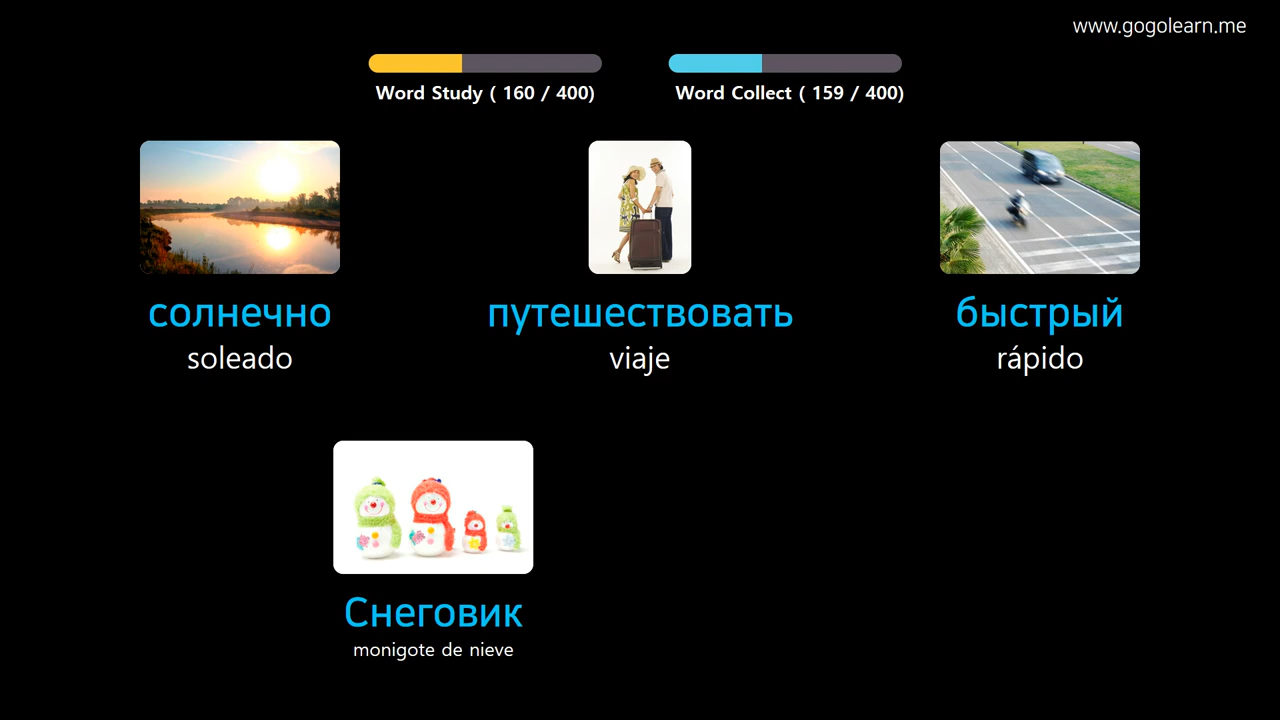 www.gogolearn.me
Word Study ( 160 / 400)
Word Collect ( 159 / 400)
солнечно
soleado
путешествовать
viaje
быстрый
rápido
Снеговик
monigote de nieve